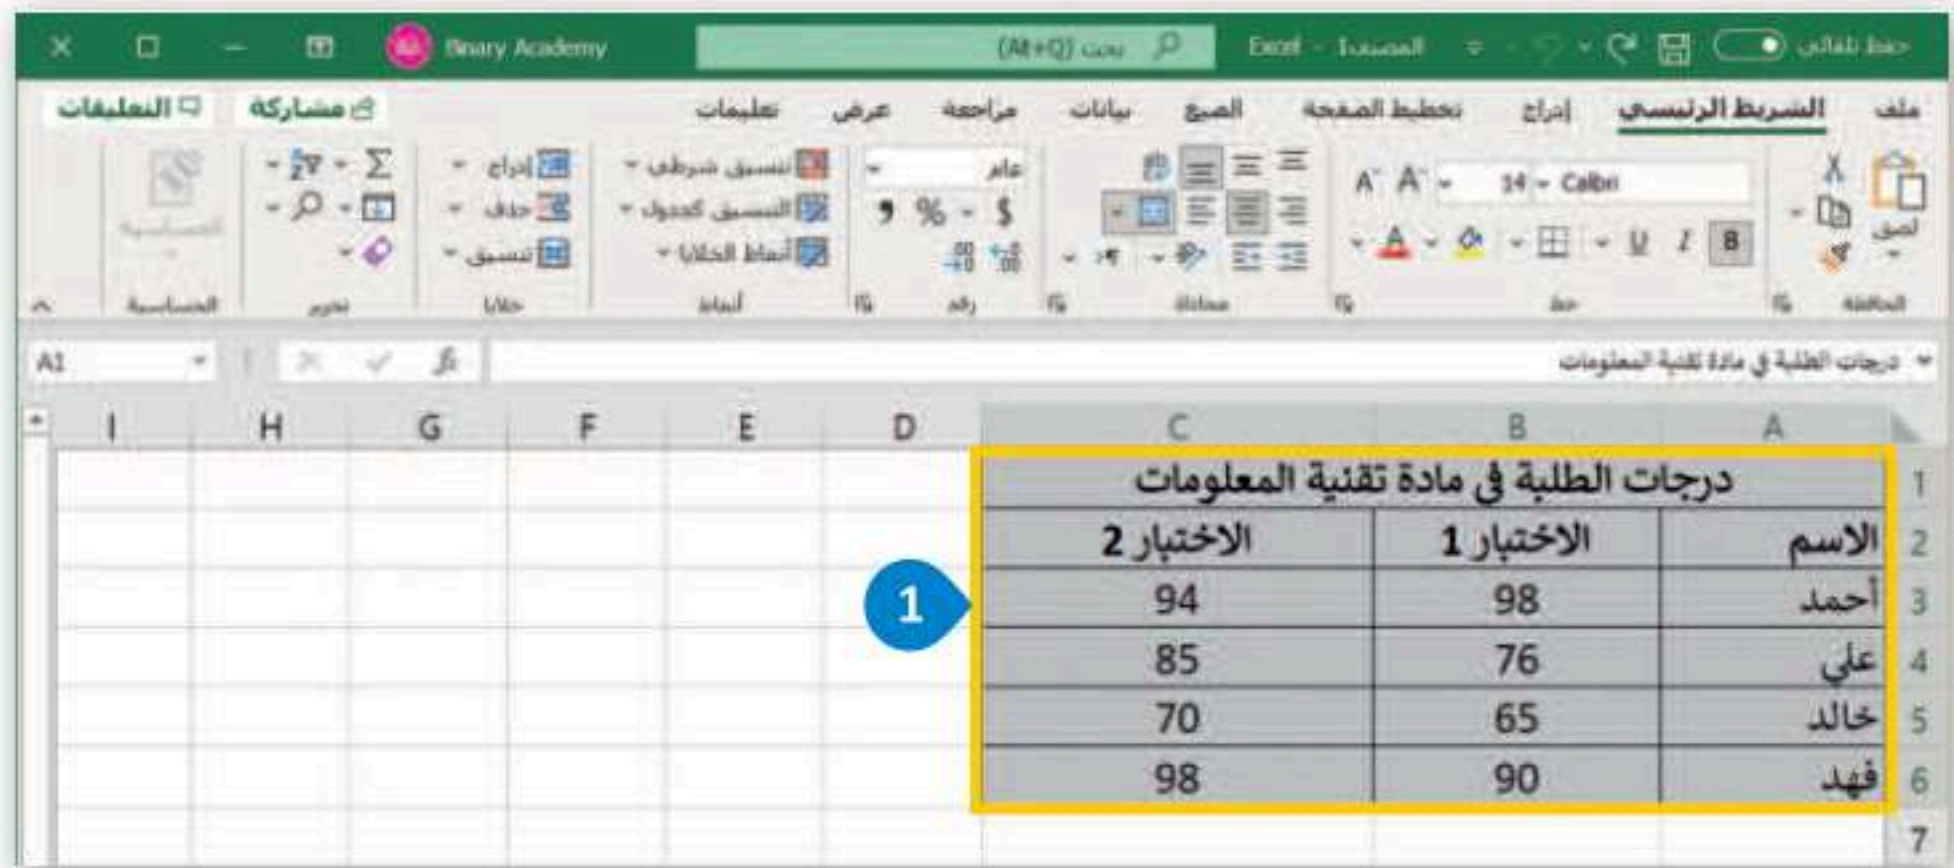 حفظ تلقائي المصنف1 - Excel بحث (Alt+Q) Binary Academy
ملف الشريط الرئيسي إدراج تخطيط الصفحة الصيغ بيانات مراجعة عرض تعليمات مشاركة التعليقات
Calibri 14 عام تنسيق شرطي إدراج
لصق B I U $ % التنسيق كجدول حذف الحساسية
أنماط الخلايا تنسيق
الحافظة خط محاذاة رقم أنماط خلايا تحرير الحساسية
A1 fx درجات الطلبة في مادة تقنية المعلومات
A B C D E F G H I
1 درجات الطلبة في مادة تقنية المعلومات
2 الاسم الاختبار 1 الاختبار 2
3 أحمد 98 94 1
4 علي 76 85
5 خالد 65 70
6 فهد 90 98
7